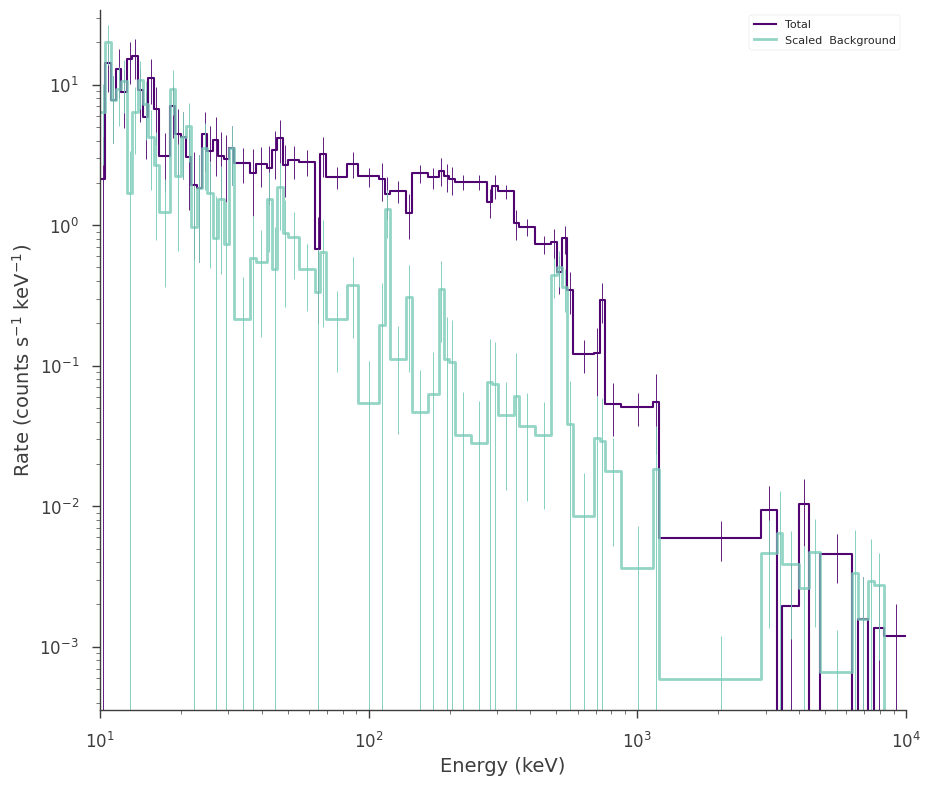 Total
Scaled  Background
Rate (counts s⁻¹ keV⁻¹)
10¹
10⁰
10⁻¹
10⁻²
10⁻³
10¹ 10² 10³ 10⁴
Energy (keV)